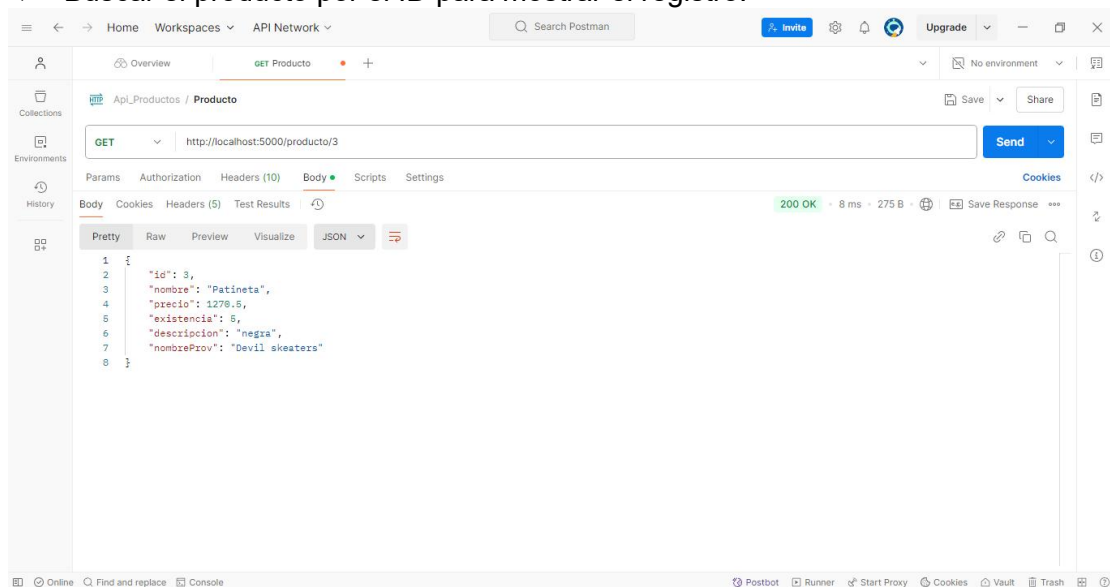 Buscar el producto por el ID para mostrar el registro.
Home Workspaces API Network Search Postman Invite Upgrade
Overview GET Producto No environment
Collections
HTTP Api_Productos / Producto Save Share
Environments
GET http://localhost:5000/producto/3 Send
History
Params Authorization Headers (10) Body Scripts Settings Cookies
Body Cookies Headers (5) Test Results 200 OK 8 ms 275 B e.g. Save Response
Pretty Raw Preview Visualize JSON
1 {
2 "id": 3,
3 "nombre": "Patineta",
4 "precio": 1270.5,
5 "existencia": 5,
6 "descripcion": "negra",
7 "nombreProv": "Devil skeaters"
8 }
Online Find and replace Console Postbot Runner Start Proxy Cookies Vault Trash